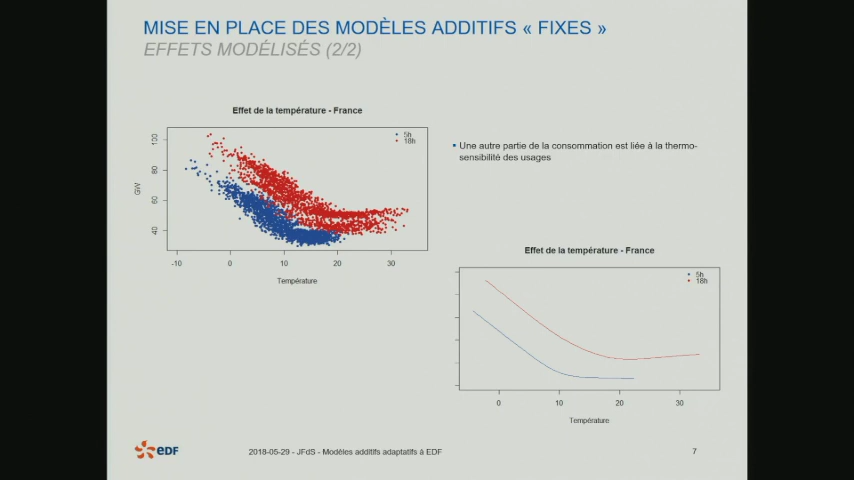 MISE EN PLACE DES MODÈLES ADDITIFS « FIXES »
EFFETS MODÉLISÉS (2/2)
Effet de la température - France
5h
18h
GW
100
80
60
40
-10 0 10 20 30
Température
Une autre partie de la consommation est liée à la thermo-
sensibilité des usages
Effet de la température - France
5h
18h
0 10 20 30
Température
EDF
2018-05-29 - JFdS - Modèles additifs adaptatifs à EDF
7